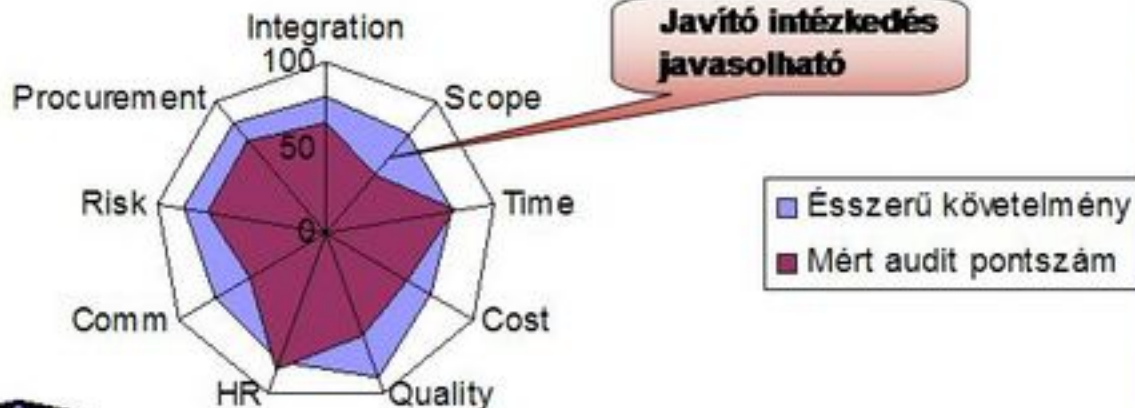 Javító intézkedés
javasolható
Integration
100
Procurement
Scope
50
Risk
Time
0
Comm
Cost
HR
Quality
Ésszerű követelmény
Mért audit pontszám